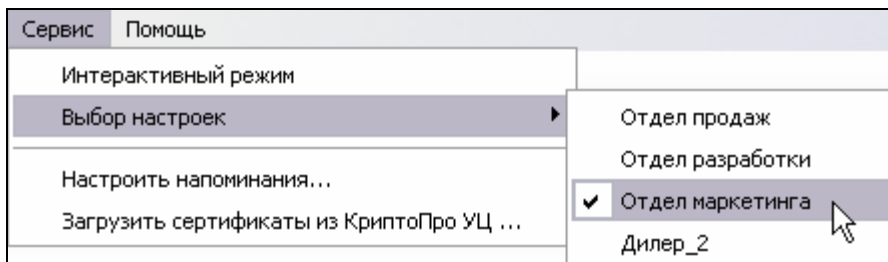 Сервис Помощь
Интерактивный режим
Выбор настроек
Отдел продаж
Отдел разработки
Настроить напоминания...
Отдел маркетинга
Загрузить сертификаты из КриптоПро УЦ ...
Дилер_2